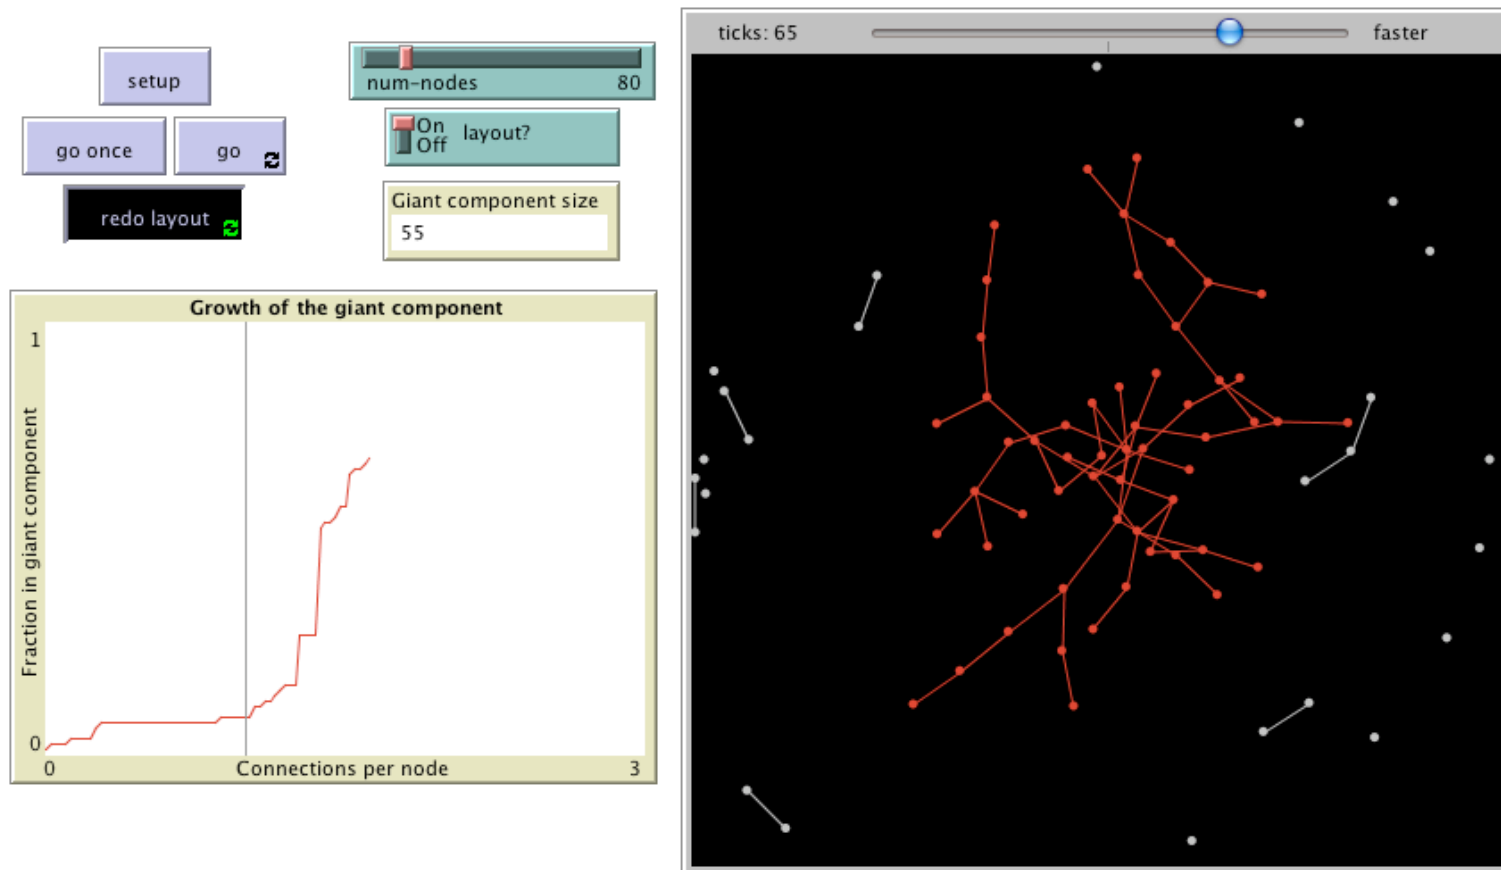 setup
go once
go
redo layout
num-nodes 80
On
Off
layout?
Giant component size
55
Growth of the giant component
1
Fraction in giant component
0
0
Connections per node
3
ticks: 65
faster